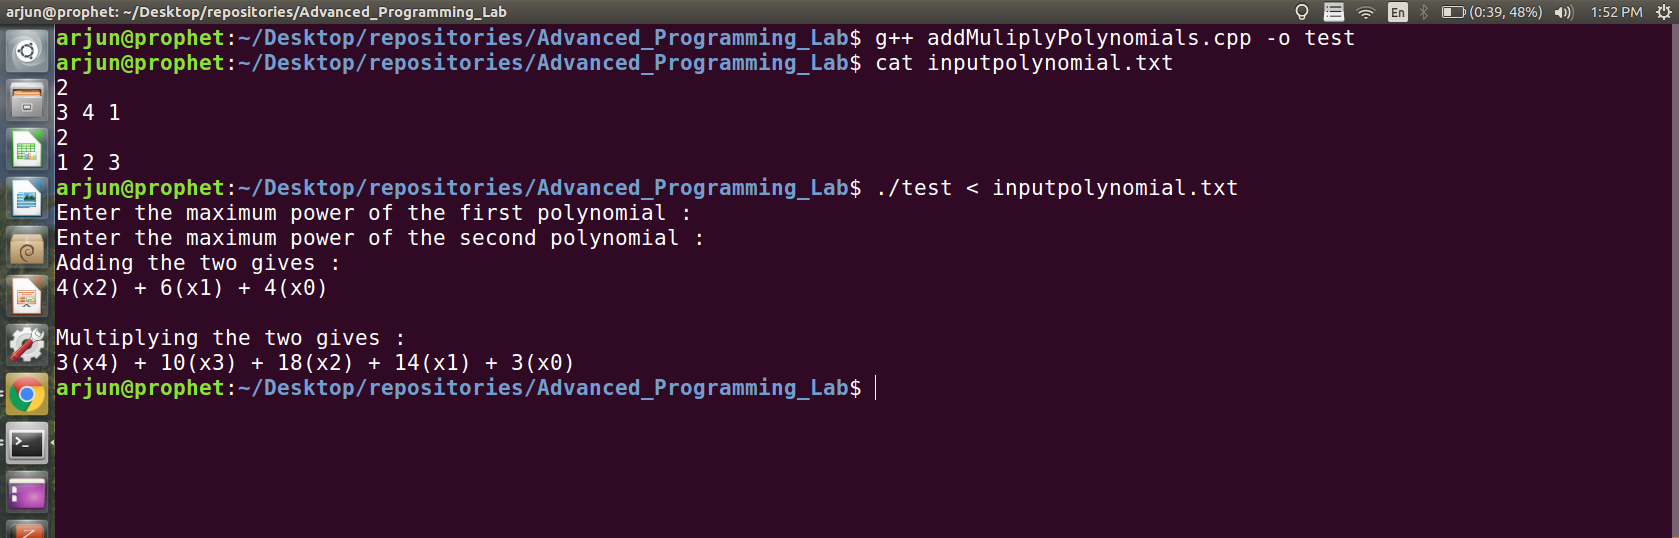 arjun@prophet: ~/Desktop/repositories/Advanced_Programming_Lab En (0:39, 48%) 1:52 PM
arjun@prophet:~/Desktop/repositories/Advanced_Programming_Lab$ g++ addMuliplyPolynomials.cpp -o test
arjun@prophet:~/Desktop/repositories/Advanced_Programming_Lab$ cat inputpolynomial.txt
2
3 4 1
2
1 2 3
arjun@prophet:~/Desktop/repositories/Advanced_Programming_Lab$ ./test < inputpolynomial.txt
Enter the maximum power of the first polynomial :
Enter the maximum power of the second polynomial :
Adding the two gives :
4(x2) + 6(x1) + 4(x0)
Multiplying the two gives :
3(x4) + 10(x3) + 18(x2) + 14(x1) + 3(x0)
arjun@prophet:~/Desktop/repositories/Advanced_Programming_Lab$